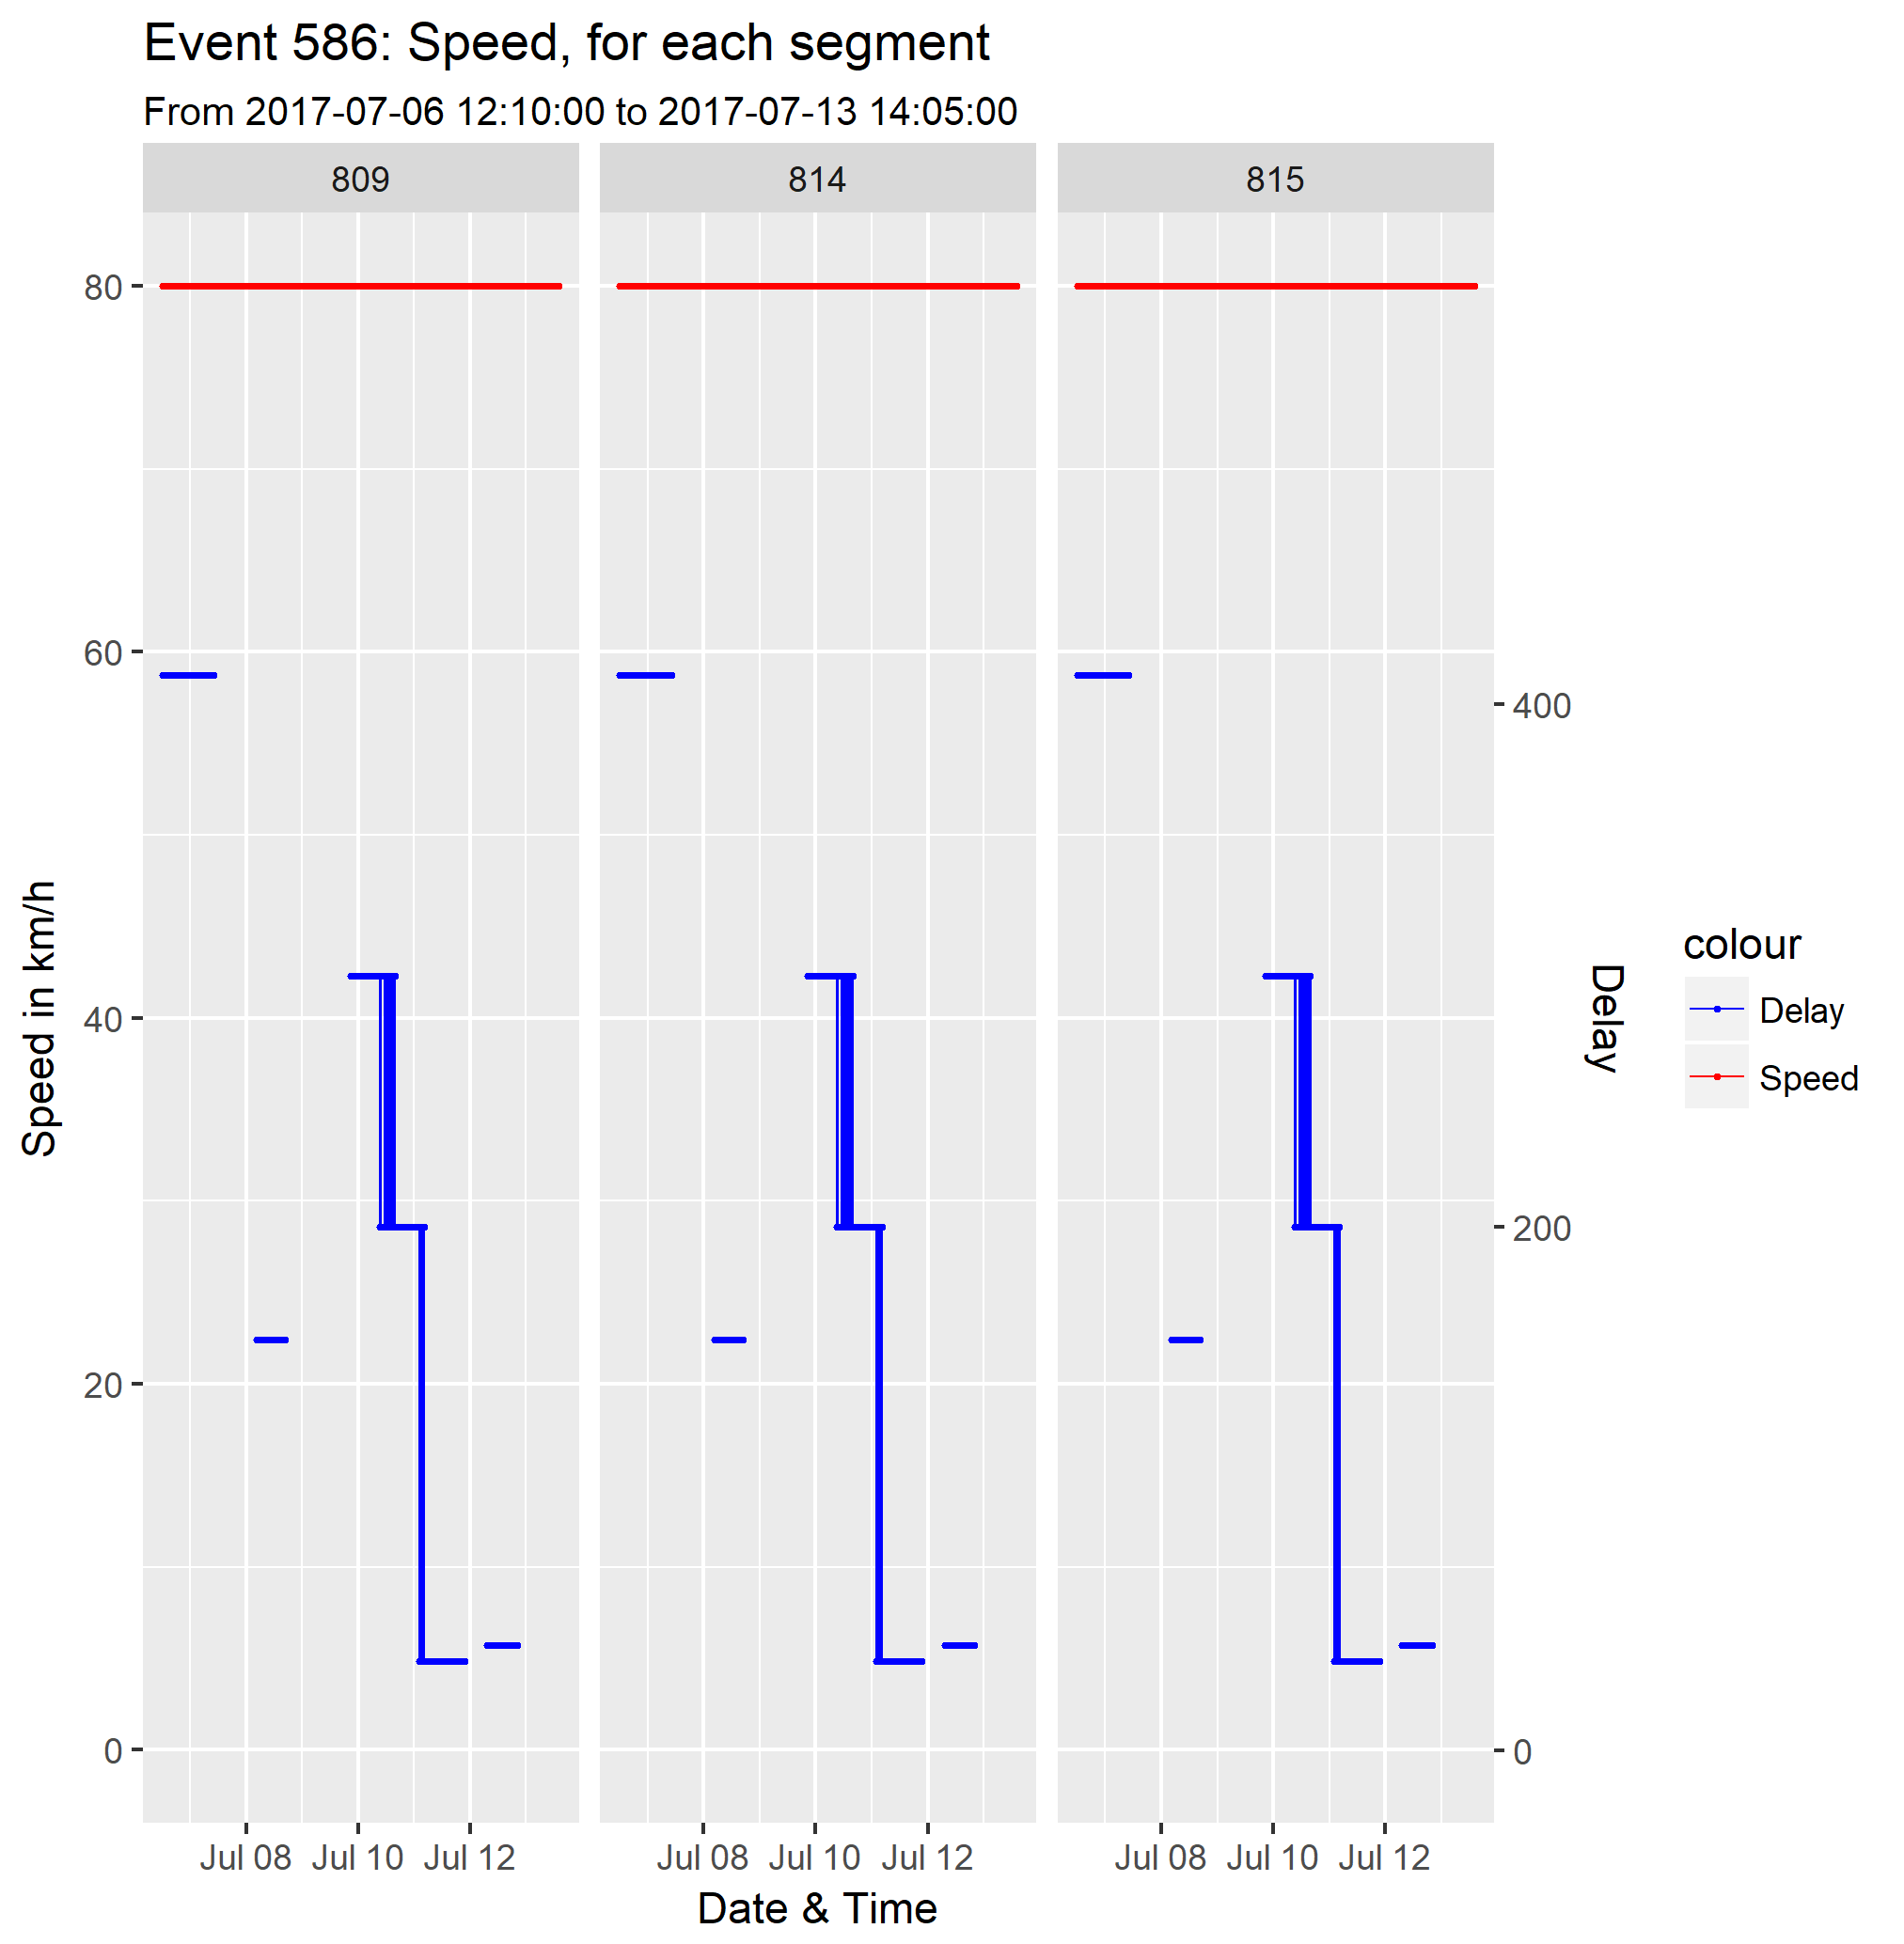 Event 586: Speed, for each segment
From 2017-07-06 12:10:00 to 2017-07-13 14:05:00
809 814 815
80
60
40
20
0
Speed in km/h
400
200
0
Delay
colour
Delay
Speed
Jul 08 Jul 10 Jul 12 Jul 08 Jul 10 Jul 12 Jul 08 Jul 10 Jul 12
Date & Time